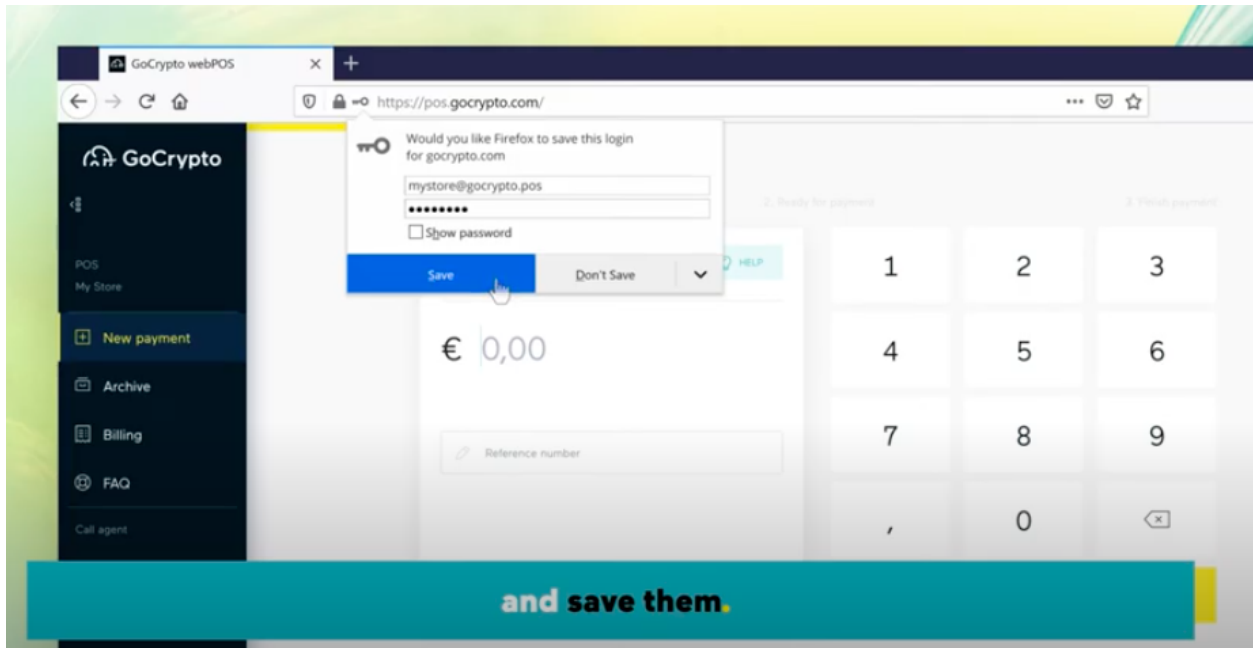 GoCrypto webPOS
https://pos.gocrypto.com/
GoCrypto
Would you like Firefox to save this login
for gocrypto.com
mystore@gocrypto.pos
Show password
Save
Don't Save
2. Ready for payment
3. Finish payment
HELP
POS
My Store
New payment
Archive
Billing
FAQ
Call agent
€ 0,00
Reference number
1 2 3
4 5 6
7 8 9
, 0
and save them.